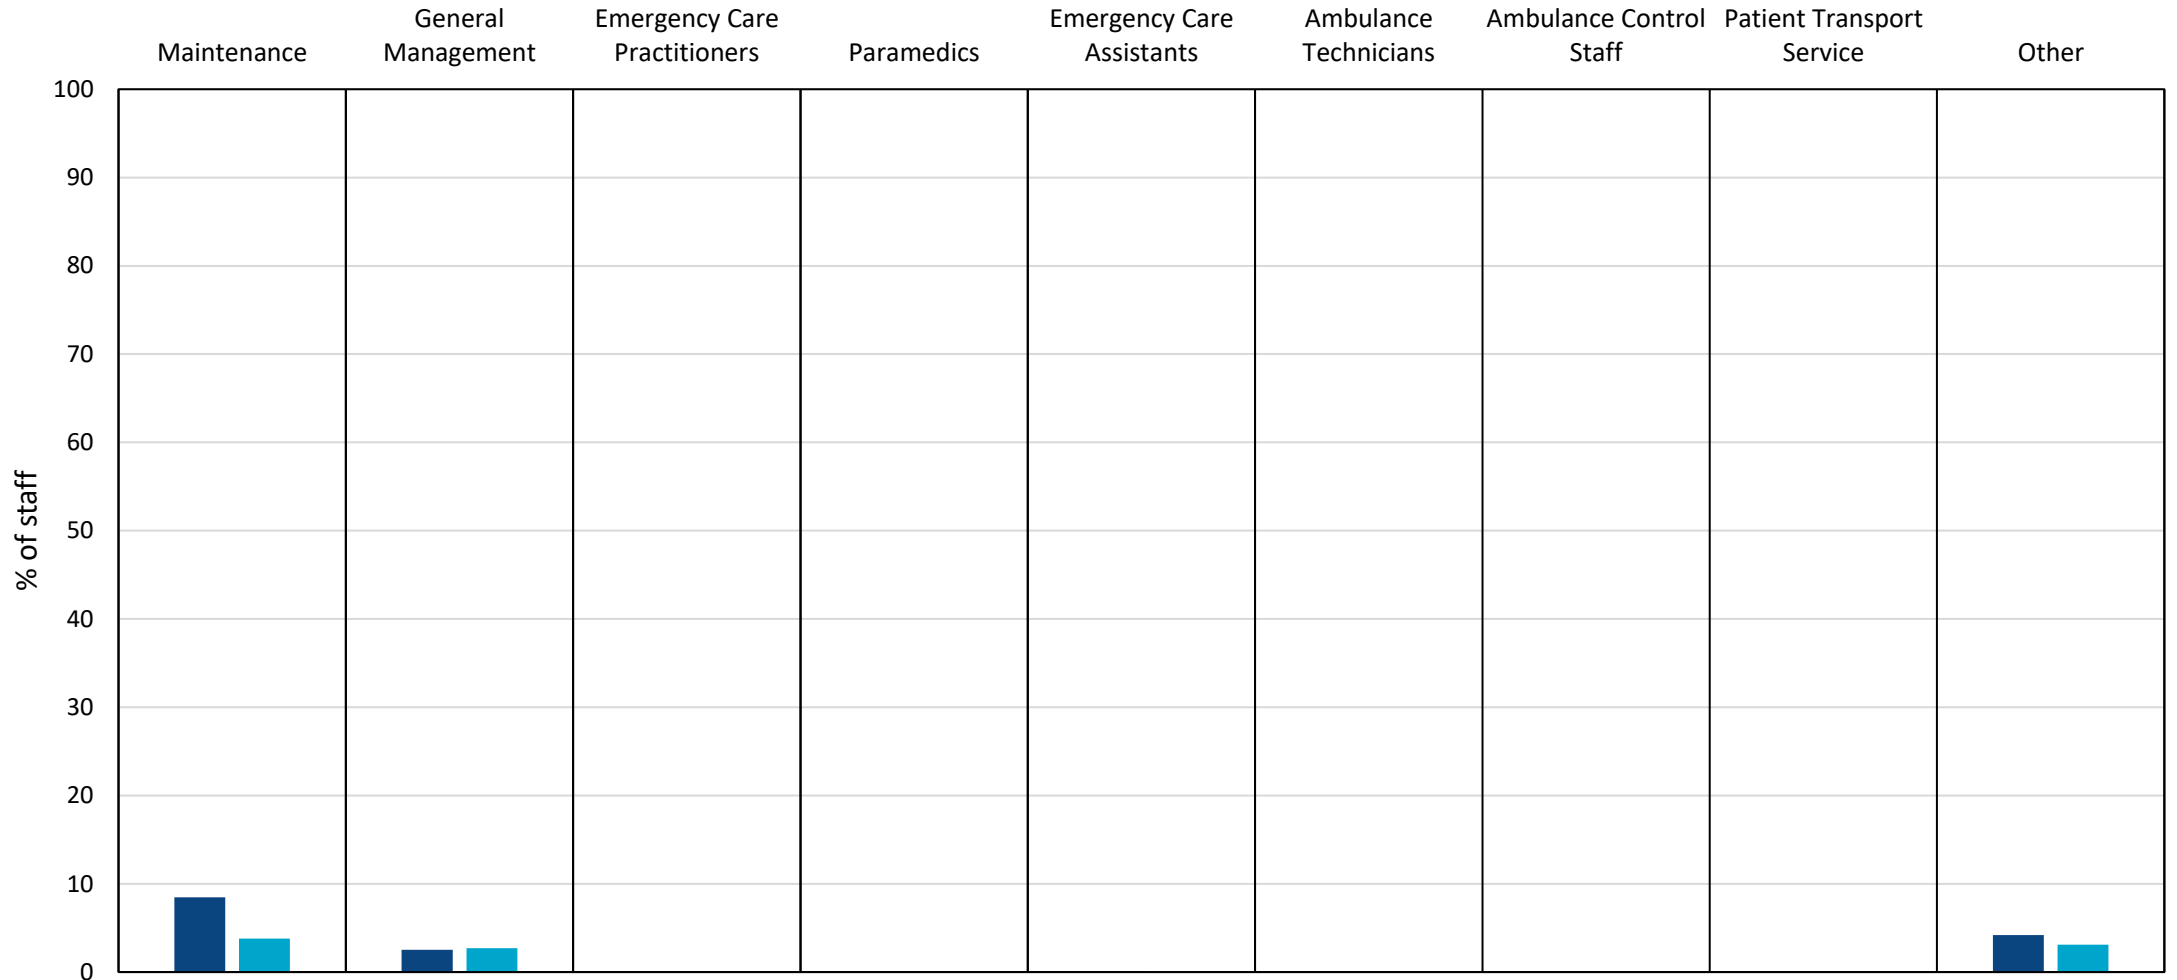 Maintenance
General
Management
Emergency Care
Practitioners
Paramedics
Emergency Care
Assistants
Ambulance
Technicians
Ambulance Control
Staff
Patient Transport
Service
Other
% of staff
100
90
80
70
60
50
40
30
20
10
0